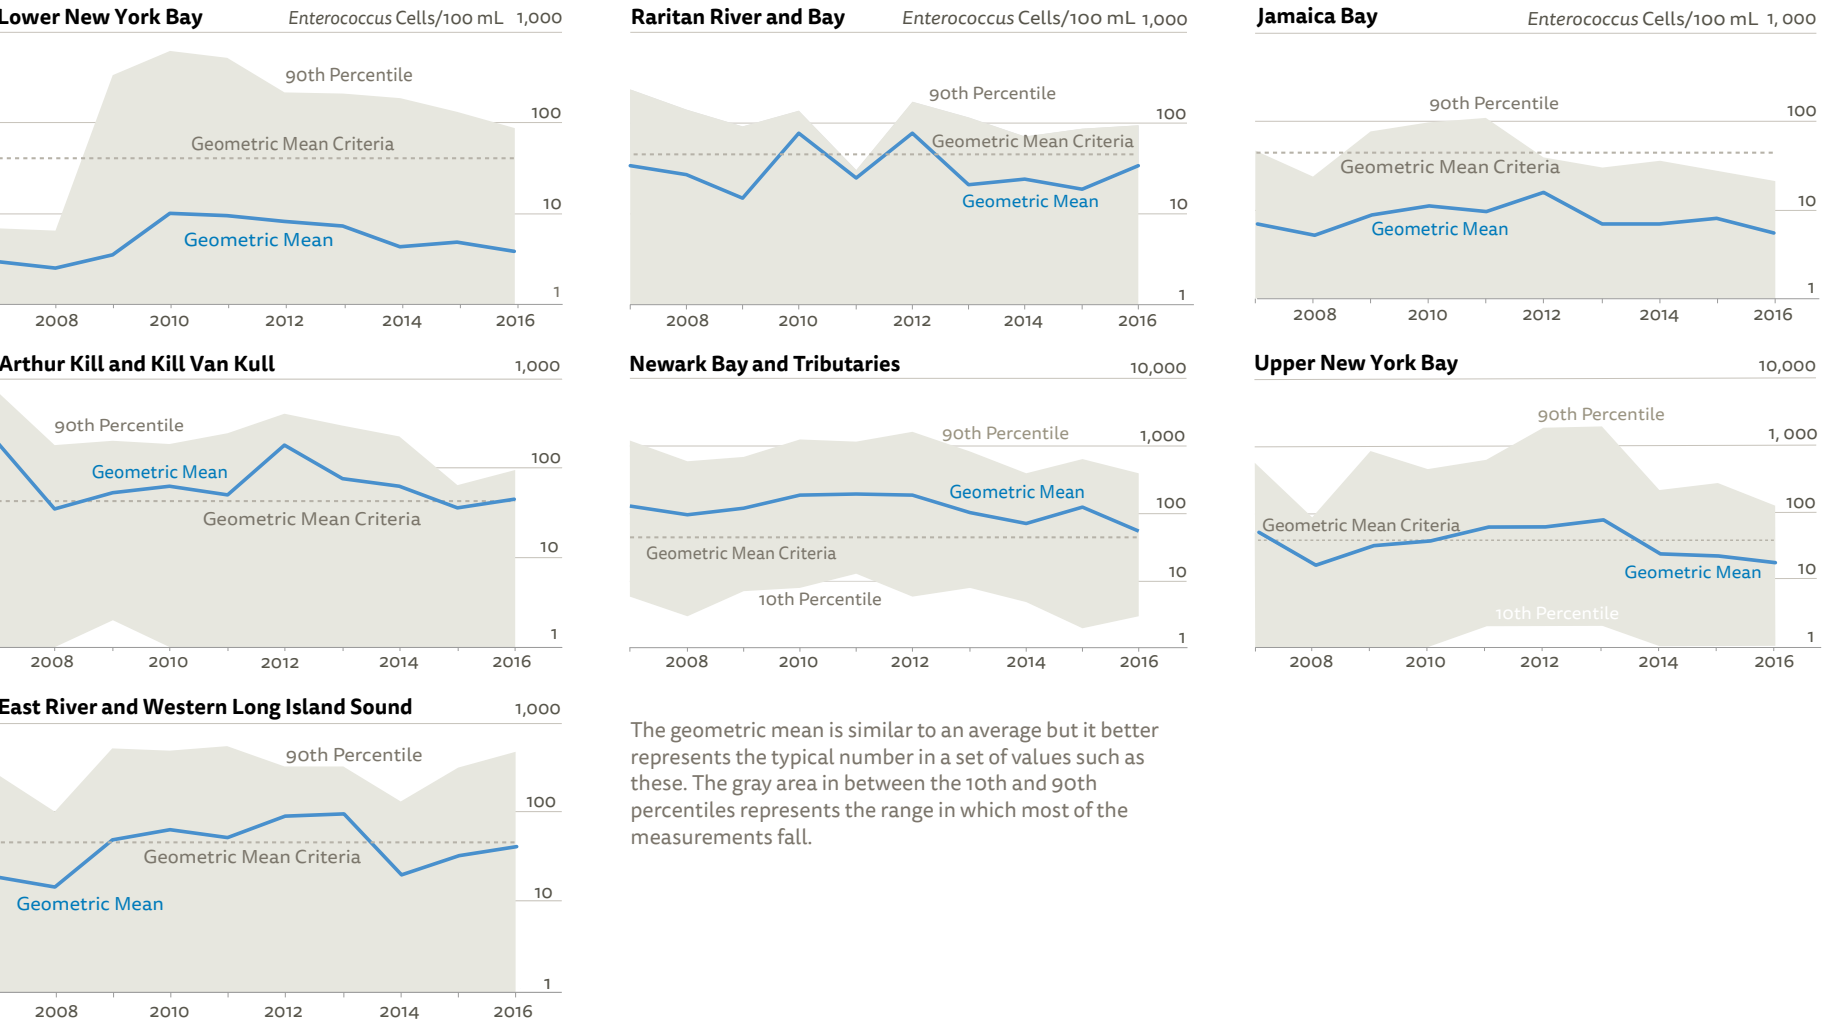 Lower New York Bay
Enterococcus Cells/100 mL 1,000
90th Percentile
100
Geometric Mean Criteria
10
Geometric Mean
1
2008 2010 2012 2014 2016
Raritan River and Bay
Enterococcus Cells/100 mL 1,000
90th Percentile
100
Geometric Mean Criteria
Geometric Mean
10
1
2008 2010 2012 2014 2016
Jamaica Bay
Enterococcus Cells/100 mL 1, 000
90th Percentile
100
Geometric Mean Criteria
10
Geometric Mean
1
2008 2010 2012 2014 2016
Arthur Kill and Kill Van Kull
1,000
90th Percentile
100
Geometric Mean
Geometric Mean Criteria
10
1
2008 2010 2012 2014 2016
Newark Bay and Tributaries
10,000
90th Percentile
1,000
Geometric Mean
100
Geometric Mean Criteria
10
10th Percentile
1
2008 2010 2012 2014 2016
Upper New York Bay
10,000
90th Percentile
1, 000
100
Geometric Mean Criteria
Geometric Mean
10
10th Percentile
1
2008 2010 2012 2014 2016
East River and Western Long Island Sound
1,000
90th Percentile
100
Geometric Mean Criteria
10
Geometric Mean
1
2008 2010 2012 2014 2016
The geometric mean is similar to an average but it better
represents the typical number in a set of values such as
these. The gray area in between the 10th and 90th
percentiles represents the range in which most of the
measurements fall.